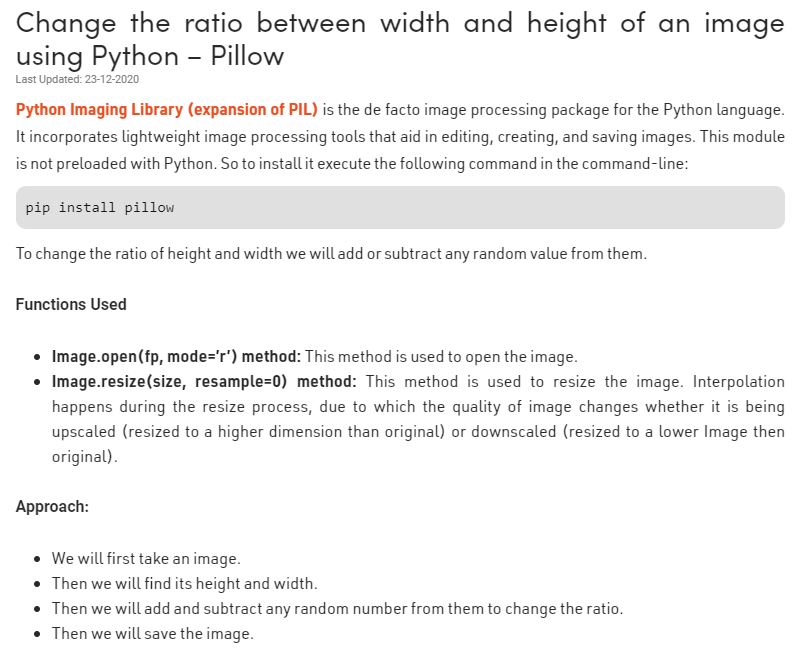 Change the ratio between width and height of an image
using Python – Pillow
Last Updated: 23-12-2020
Python Imaging Library (expansion of PIL) is the de facto image processing package for the Python language.
It incorporates lightweight image processing tools that aid in editing, creating, and saving images. This module
is not preloaded with Python. So to install it execute the following command in the command-line:
pip install pillow
To change the ratio of height and width we will add or subtract any random value from them.
Functions Used
• Image.open(fp, mode=’r’) method: This method is used to open the image.
• Image.resize(size, resample=0) method: This method is used to resize the image. Interpolation
happens during the resize process, due to which the quality of image changes whether it is being
upscaled (resized to a higher dimension than original) or downscaled (resized to a lower Image then
original).
Approach:
• We will first take an image.
• Then we will find its height and width.
• Then we will add and subtract any random number from them to change the ratio.
• Then we will save the image.